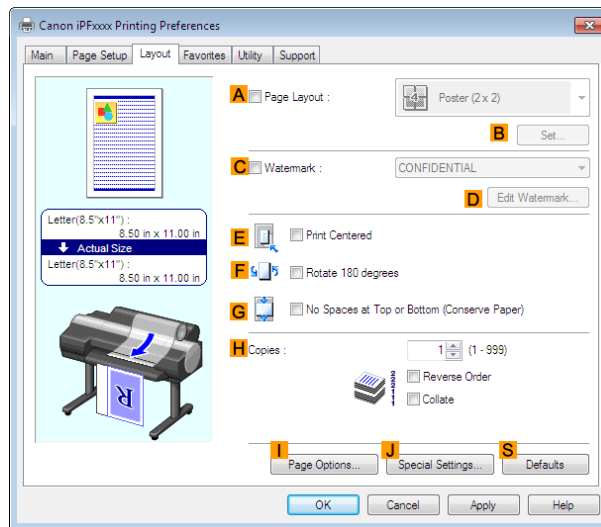 Canon iPFxxxx Printing Preferences
Main Page Setup Layout Favorites Utility Support
A Page Layout : 4 Poster (2 x 2)
B Set...
C Watermark : CONFIDENTIAL
D Edit Watermark...
Letter(8.5"x11") :
8.50 in x 11.00 in
Actual Size
Letter(8.5"x11") :
8.50 in x 11.00 in
E Print Centered
F Rotate 180 degrees
G No Spaces at Top or Bottom (Conserve Paper)
H Copies : 1 (1 - 999)
Reverse Order
Collate
222111
R
I J S
Page Options... Special Settings... Defaults
OK Cancel Apply Help